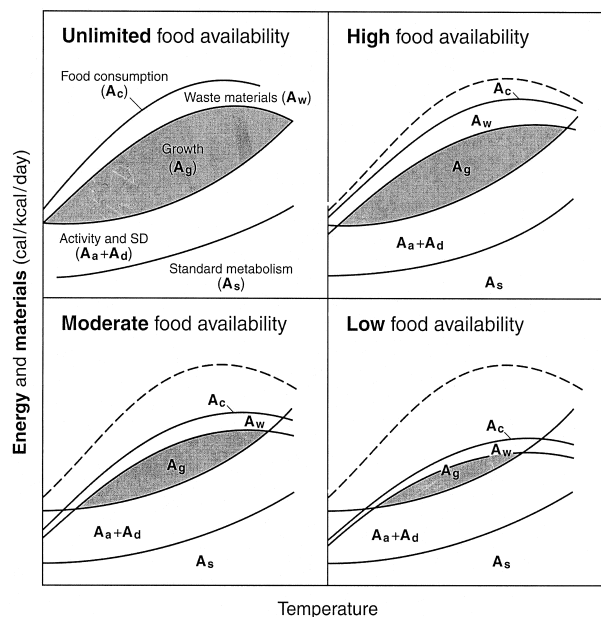 Unlimited food availability
Food consumption
(Ac)
Waste materials (Aw)
Growth
(Ag)
Activity and SD
(Aa+Ad)
Standard metabolism
(As)
High food availability
Ac
Aw
Ag
Aa+Ad
As
Moderate food availability
Ac
Aw
Ag
Aa+Ad
As
Low food availability
Ac
Aw
Ag
Aa+Ad
As
Energy and materials (cal/kcal/day)
Temperature